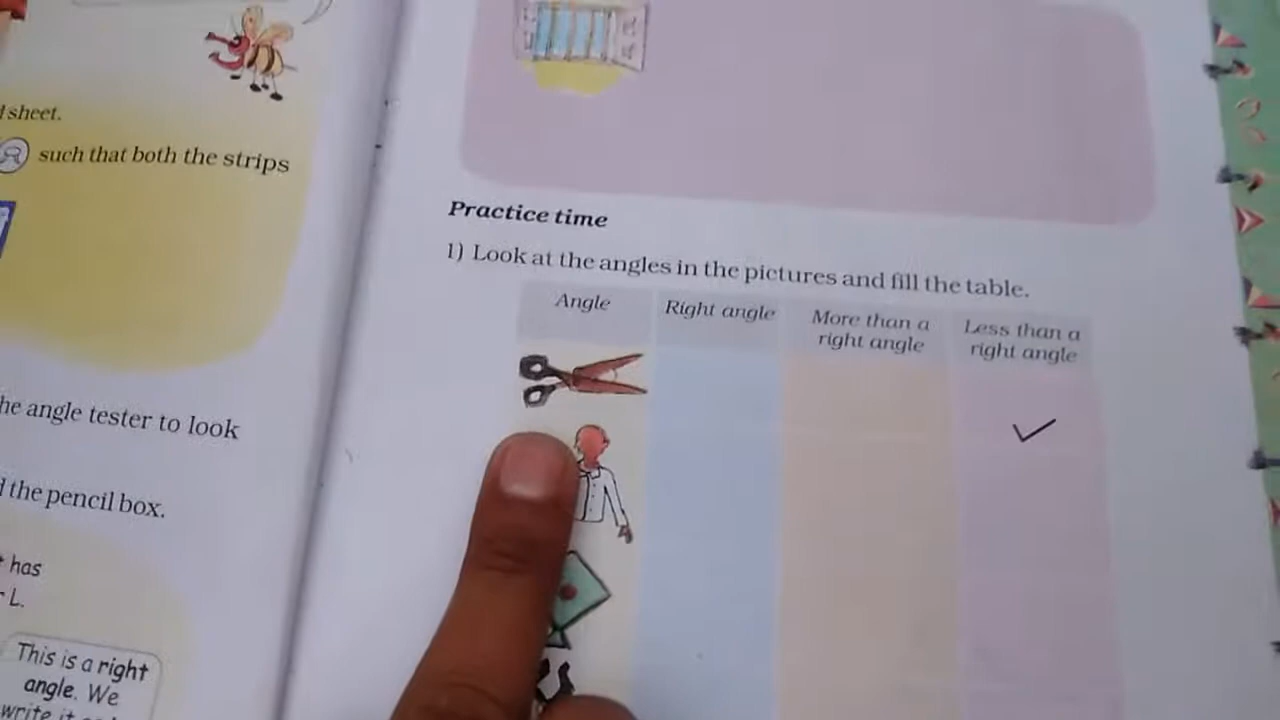 sheet.
such that both the strips
angle tester to look
the pencil box.
has
L.
This is a right
angle. We
write it
Practice time
1) Look at the angles in the pictures and fill the table.
Angle
Right angle
More than a
right angle
Less than a
right angle